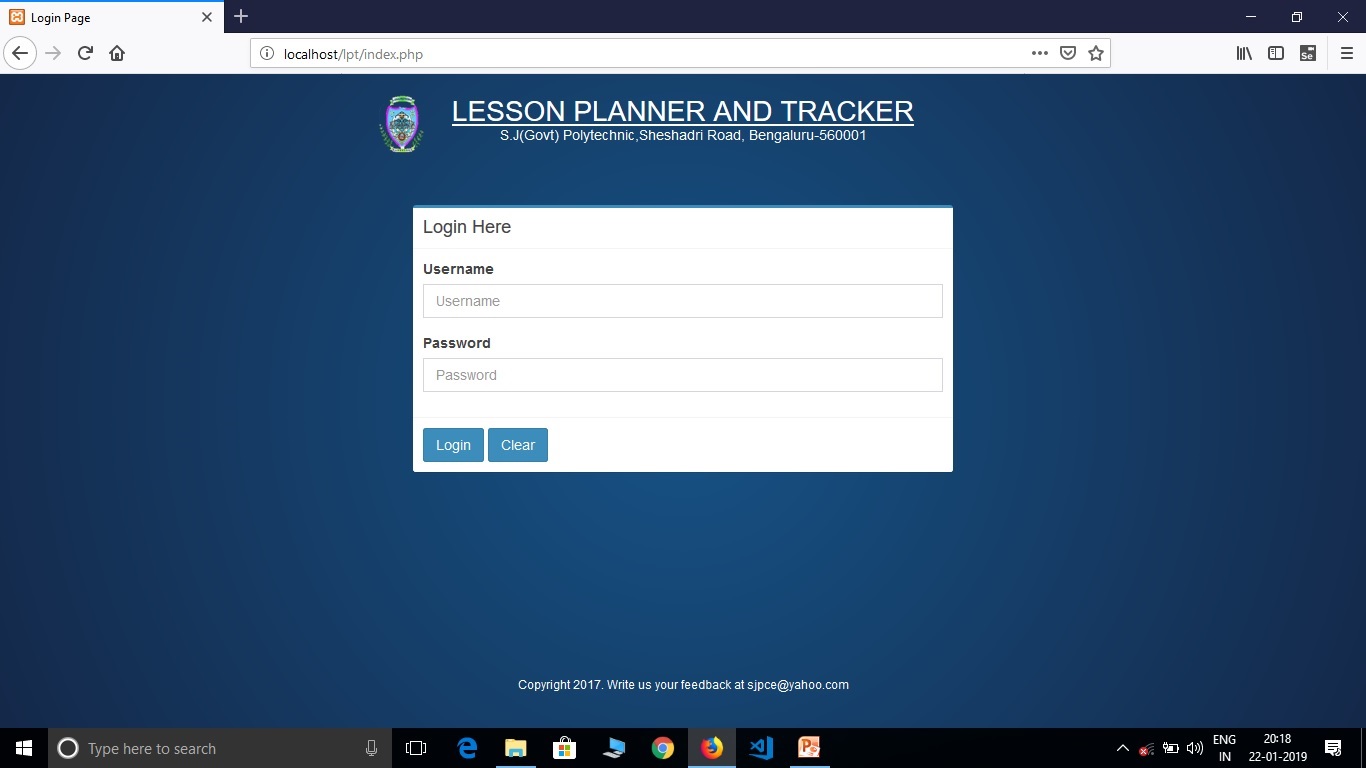 Login Page
localhost/lpt/index.php
Se
LESSON PLANNER AND TRACKER
S.J(Govt) Polytechnic,Sheshadri Road, Bengaluru-560001
Login Here
Username
Username
Password
Password
Login Clear
Copyright 2017. Write us your feedback at sjpce@yahoo.com
Type here to search
ENG
IN
20:18
22-01-2019